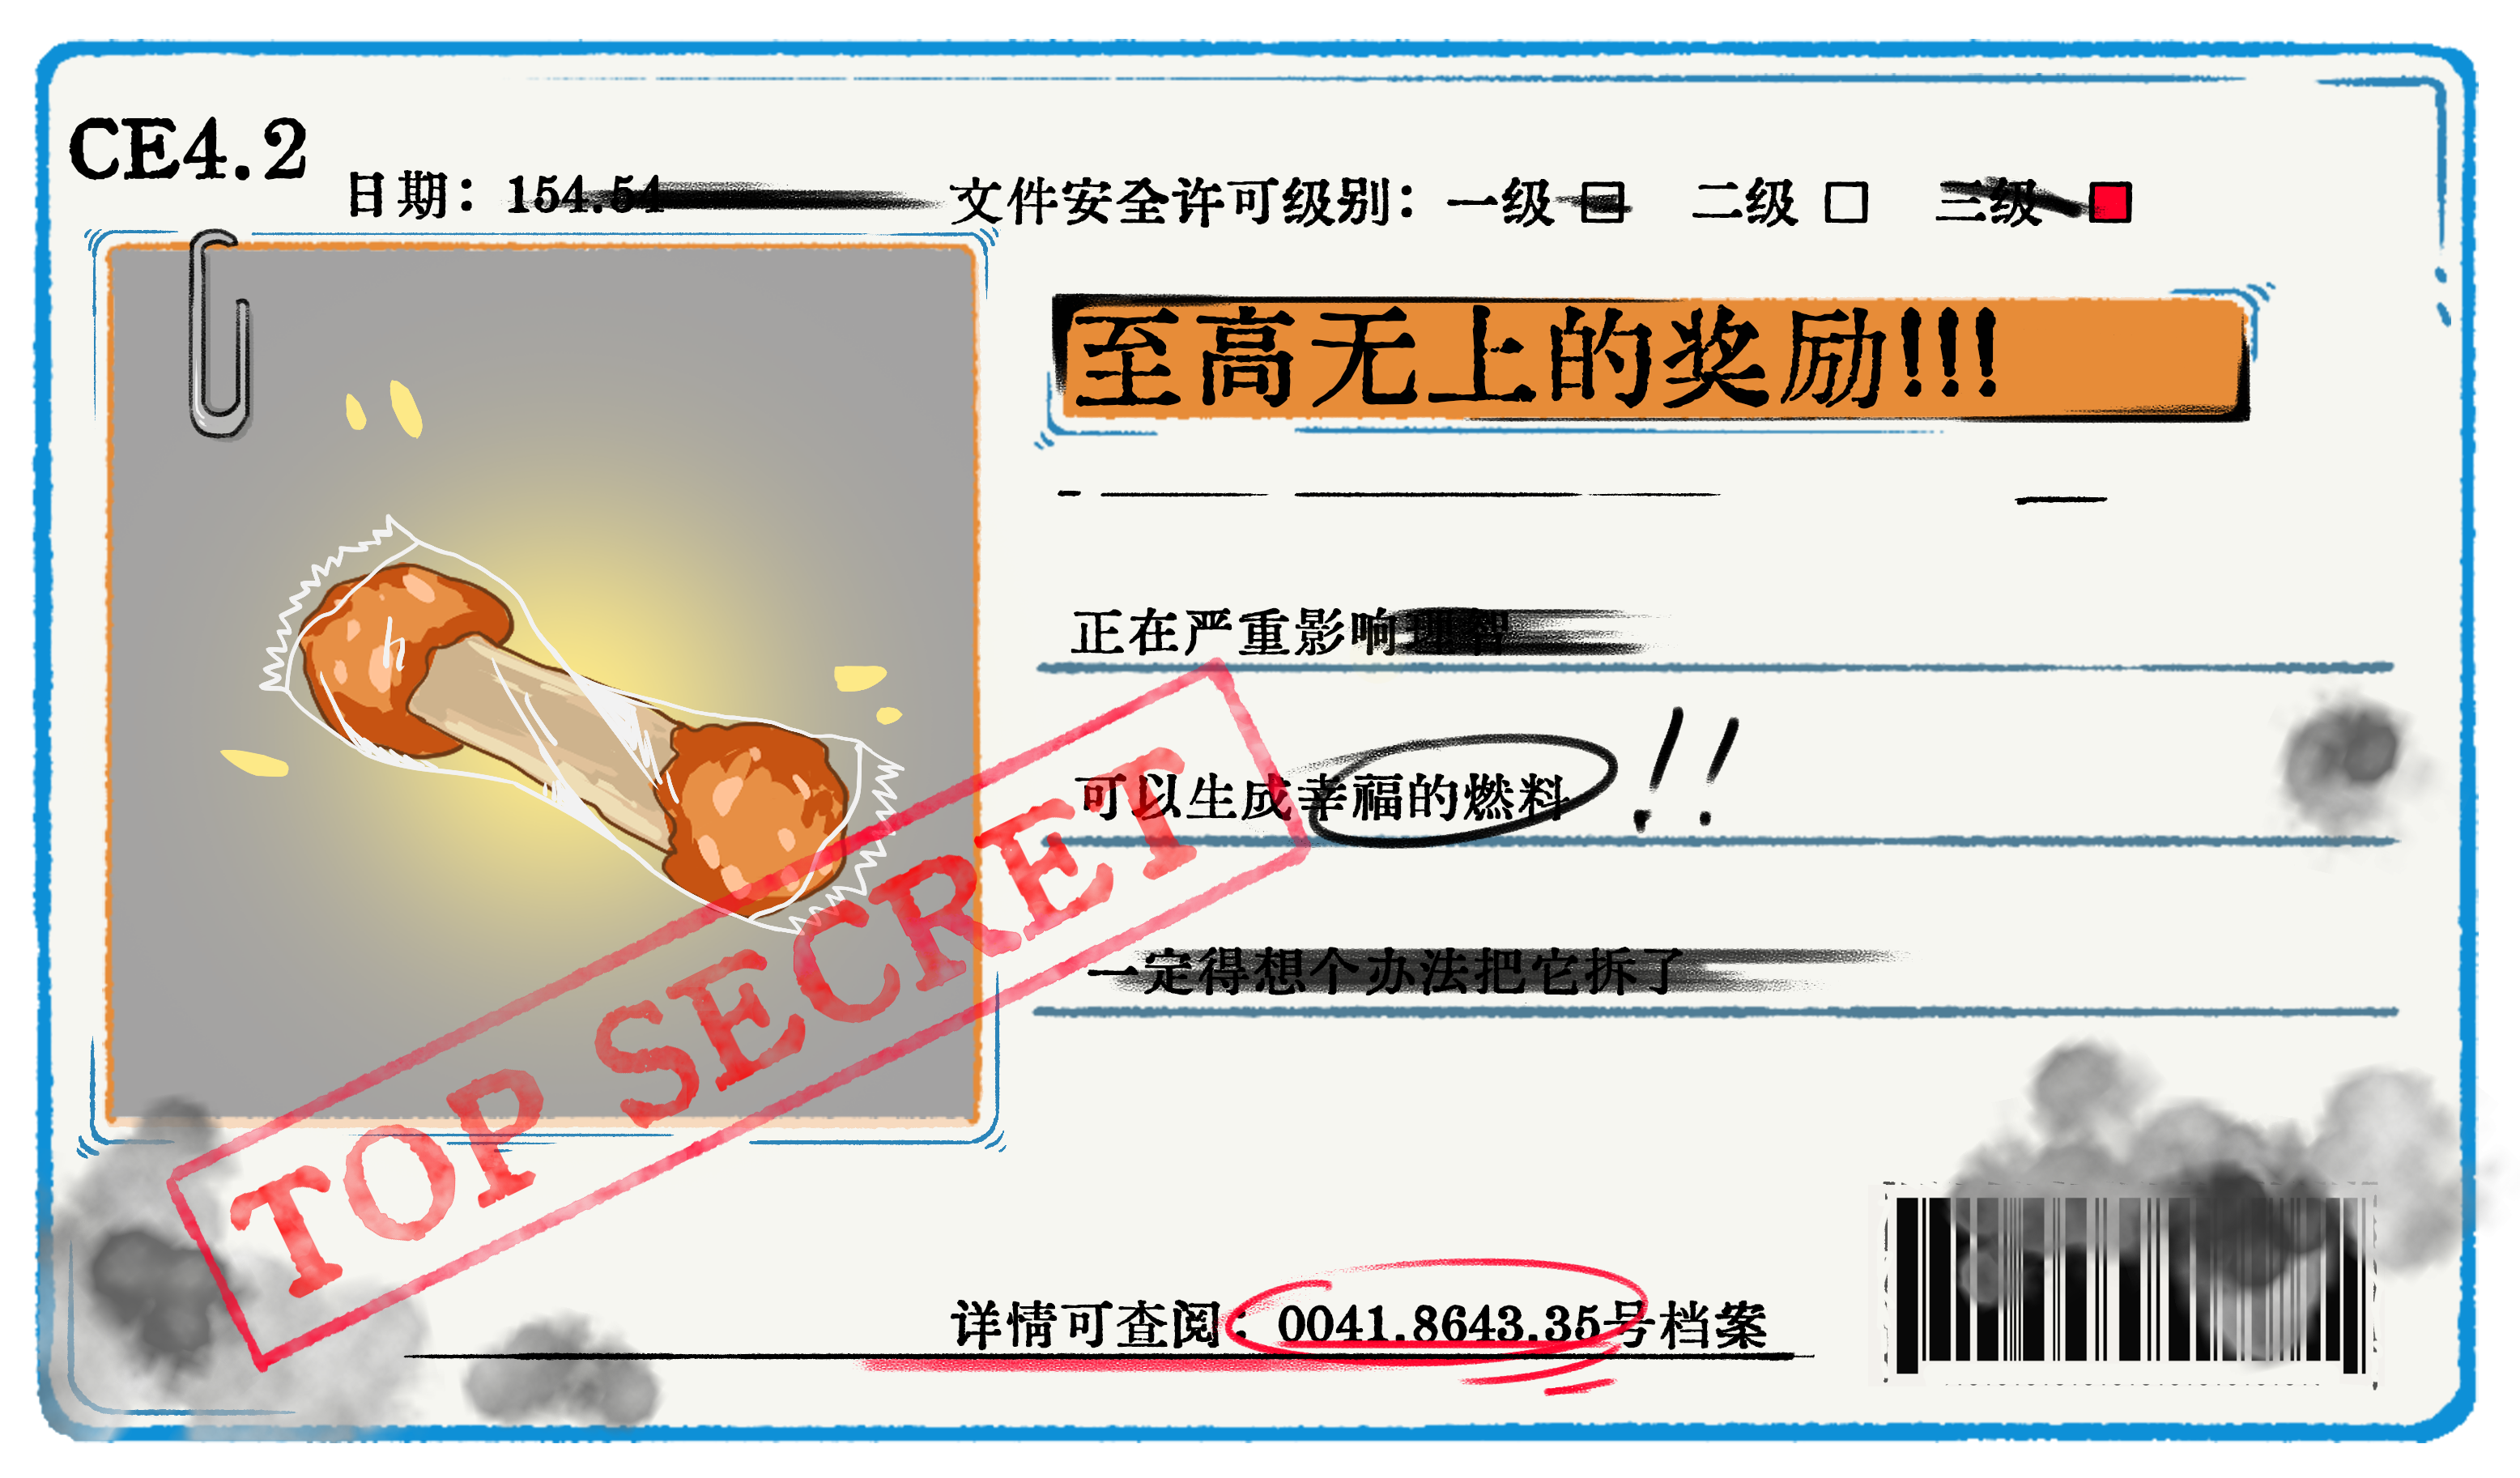 CE4.2
日期：154.54
文件安全许可级别：一级 二级 三级
至高无上的奖励!!!
正在严重影响理智
可以生成幸福的燃料!!
一定得想个办法把它拆了
TOP SECRET
详情可查阅：0041.8643.35号档案